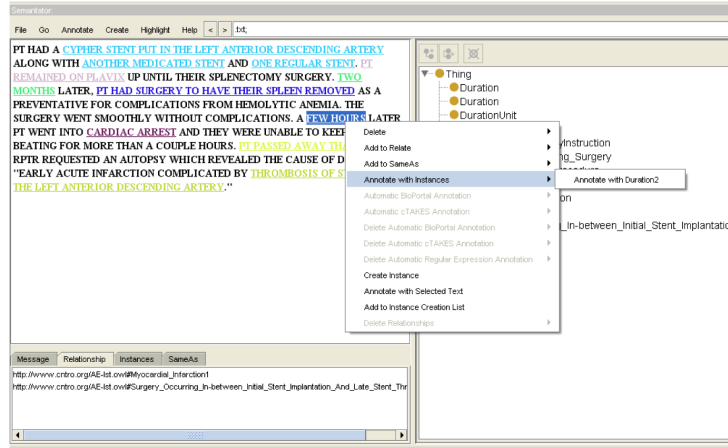 Semantator:
File Go Annotate Create Highlight Help < > :txt;
PT HAD A CYPHER STENT PUT IN THE LEFT ANTERIOR DESCENDING ARTERY
ALONG WITH ANOTHER MEDICATED STENT AND ONE REGULAR STENT. PT
REMAINED ON PLAVIX UP UNTIL THEIR SPLENECTOMY SURGERY. TWO
MONTHS LATER, PT HAD SURGERY TO HAVE THEIR SPLEEN REMOVED AS A
PREVENTATIVE FOR COMPLICATIONS FROM HEMOLYTIC ANEMIA. THE
SURGERY WENT SMOOTHLY WITHOUT COMPLICATIONS. A FEW HOURS LATER
PT WENT INTO CARDIAC ARREST AND THEY WERE UNABLE TO KEEP
BEATING FOR MORE THAN A COUPLE HOURS. PT PASSED AWAY THA
RPTR REQUESTED AN AUTOPSY WHICH REVEALED THE CAUSE OF D
"EARLY ACUTE INFARCTION COMPLICATED BY THROMBOSIS OF S
THE LEFT ANTERIOR DESCENDING ARTERY."
Delete
Add to Relate
Add to SameAs
Annotate with Instances
Automatic BioPortal Annotation
Automatic cTAKES Annotation
Delete Automatic BioPortal Annotation
Delete Automatic cTAKES Annotation
Delete Automatic Regular Expression Annotation
Create Instance
Annotate with Selected Text
Add to Instance Creation List
Delete Relationships
Annotate with Duration2
Thing
Duration
Duration
DurationUnit
yInstruction
ng_Surgery
on
_In-between_Initial_Stent_Implantatio
Message Relationship Instances SameAs
http://www.cntro.org/AE-lst.owl#Myocardial_Infarction1
http://www.cntro.org/AE-lst.owl#Surgery_Occurring_In-between_Initial_Stent_Implantation_And_Late_Stent_Thr